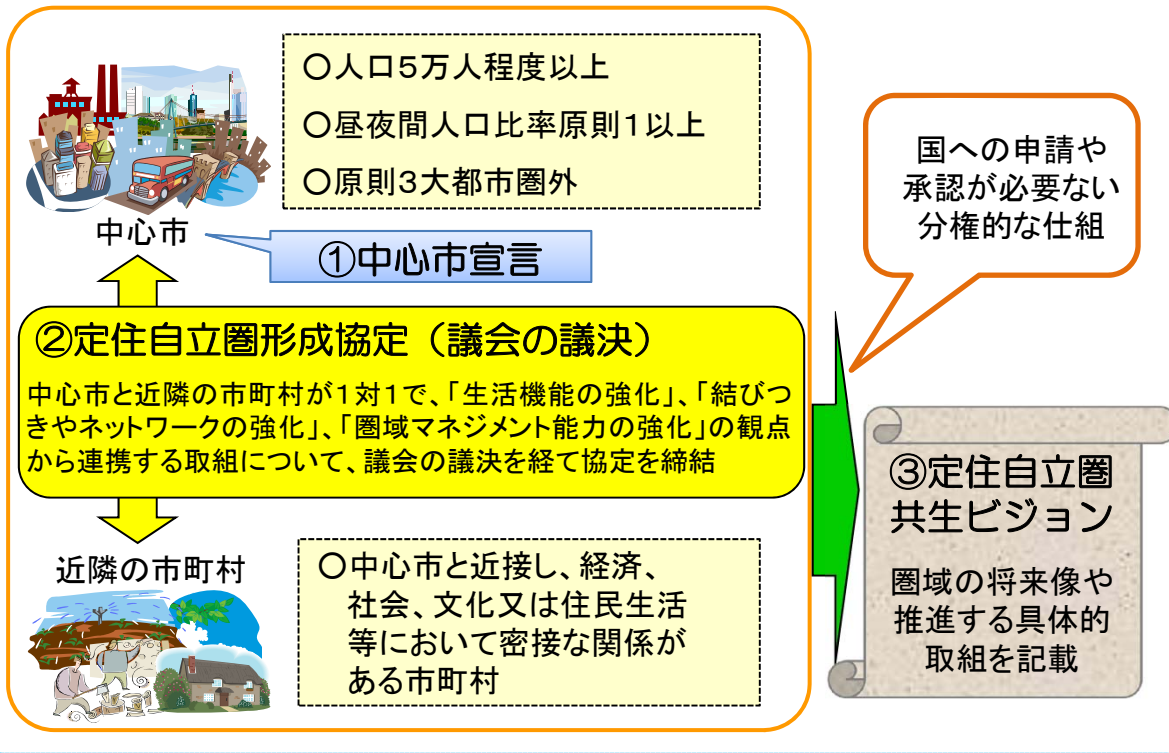 ○人口5万人程度以上
○昼夜間人口比率原則1以上
○原則3大都市圏外
中心市
①中心市宣言
②定住自立圏形成協定（議会の議決）
中心市と近隣の市町村が1対1で、「生活機能の強化」、「結びつ
きやネットワークの強化」、「圏域マネジメント能力の強化」の観点
から連携する取組について、議会の議決を経て協定を締結
近隣の市町村
○中心市と近接し、経済、
社会、文化又は住民生活
等において密接な関係が
ある市町村
国への申請や
承認が必要ない
分権的な仕組
③定住自立圏
共生ビジョン
圏域の将来像や
推進する具体的
取組を記載